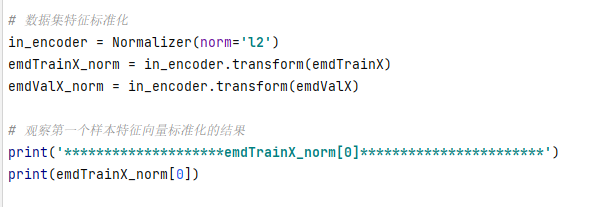 # 数据集特征标准化
in_encoder = Normalizer(norm='l2')
emdTrainX_norm = in_encoder.transform(emdTrainX)
emdValX_norm = in_encoder.transform(emdValX)
# 观察第一个样本特征向量标准化的结果
print('********************emdTrainX_norm[0]***********************')
print(emdTrainX_norm[0])